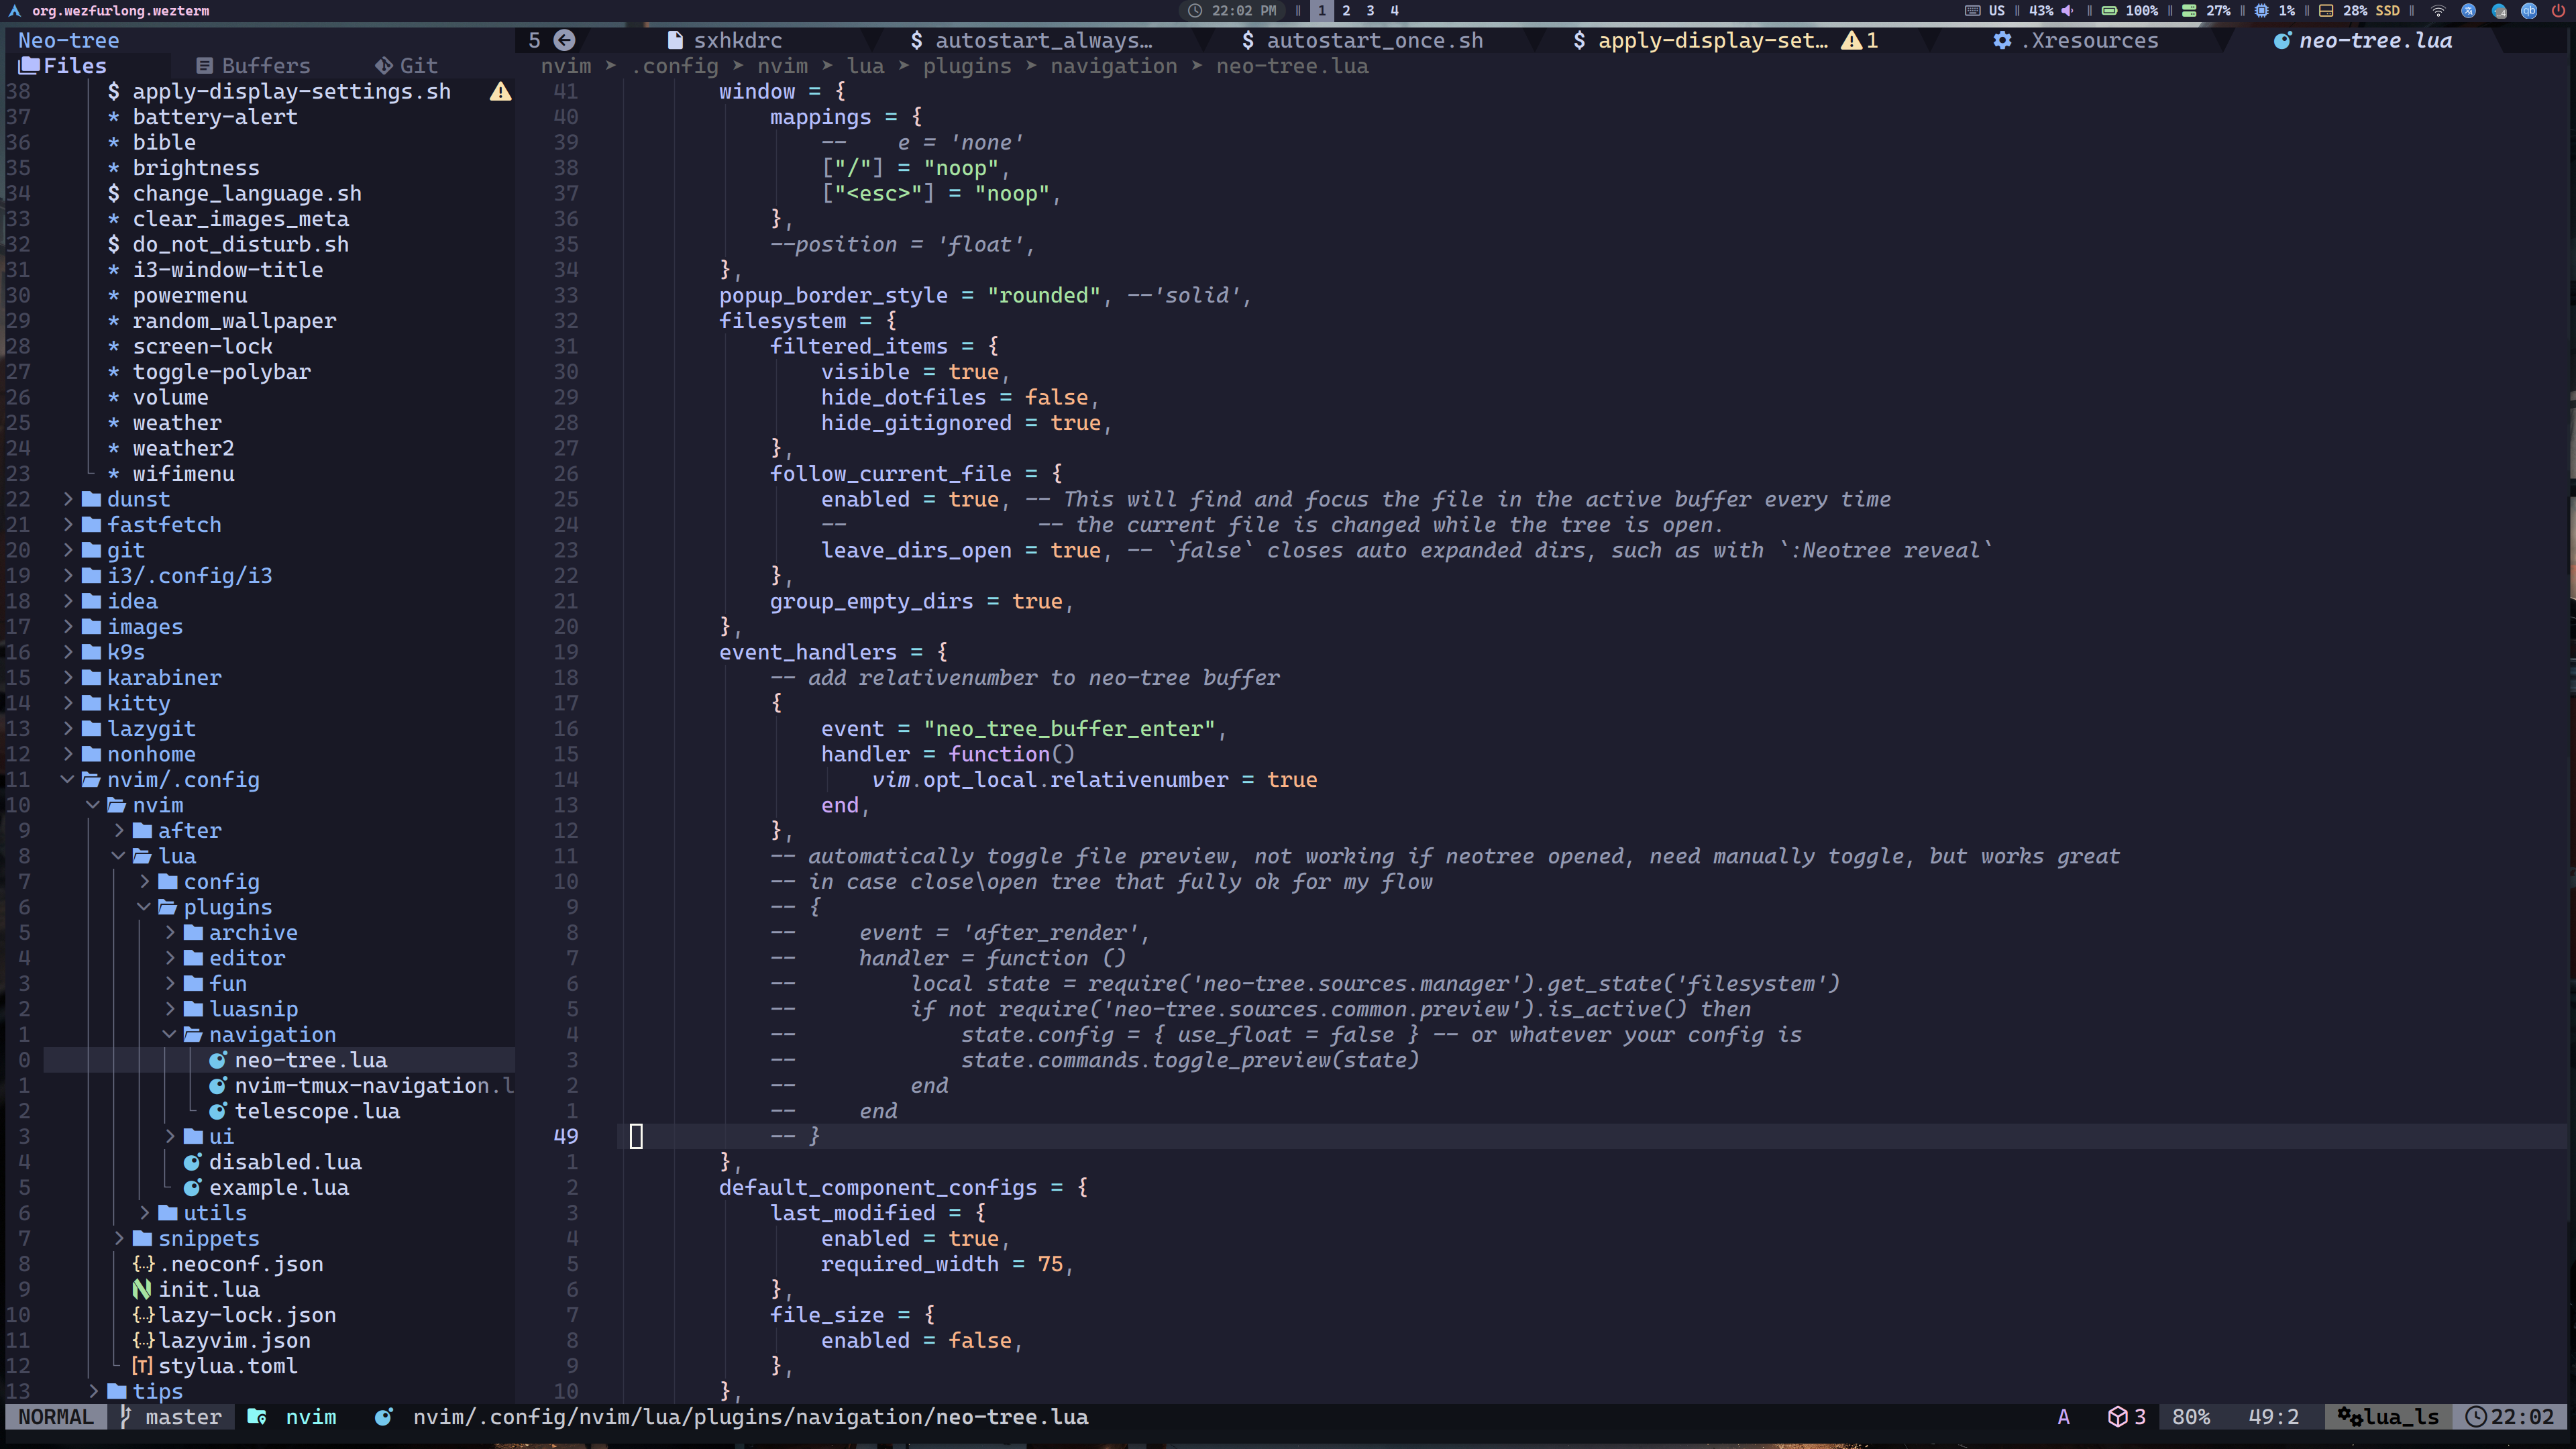 org.wezfurlong.wezterm
22:02 PM || 1 2 3 4
US || 43% || 100% || 27% || 1% || 28% SSD ||
Neo-tree
Files Buffers Git
38 $ apply-display-settings.sh
37 * battery-alert
36 * bible
35 * brightness
34 $ change_language.sh
33 * clear_images_meta
32 $ do_not_disturb.sh
31 * i3-window-title
30 * powermenu
29 * random_wallpaper
28 * screen-lock
27 * toggle-polybar
26 * volume
25 * weather
24 * weather2
23 * wifimenu
22 dunst
21 fastfetch
20 git
19 i3/.config/i3
18 idea
17 images
16 k9s
15 karabiner
14 kitty
13 lazygit
12 nonhome
11 nvim/.config
10 nvim
9 after
8 lua
7 config
6 plugins
5 archive
4 editor
3 fun
2 luasnip
1 navigation
0 neo-tree.lua
1 nvim-tmux-navigation.l
2 telescope.lua
3 ui
4 disabled.lua
5 example.lua
6 utils
7 snippets
8 {..} .neoconf.json
9 init.lua
10 {..} lazy-lock.json
11 {..} lazyvim.json
12 [T] stylua.toml
13 tips
5 sxhkdrc $ autostart_always… $ autostart_once.sh $ apply-display-set… 1 .Xresources neo-tree.lua
nvim ➤ .config ➤ nvim ➤ lua ➤ plugins ➤ navigation ➤ neo-tree.lua
41 window = {
40 mappings = {
39 --    e = 'none'
38 ["/"] = "noop",
37 ["<esc>"] = "noop",
36 },
35 --position = 'float',
34 },
33 popup_border_style = "rounded", --'solid',
32 filesystem = {
31 filtered_items = {
30 visible = true,
29 hide_dotfiles = false,
28 hide_gitignored = true,
27 },
26 follow_current_file = {
25 enabled = true, -- This will find and focus the file in the active buffer every time
24 --               -- the current file is changed while the tree is open.
23 leave_dirs_open = true, -- `false` closes auto expanded dirs, such as with `:Neotree reveal`
22 },
21 group_empty_dirs = true,
20 },
19 event_handlers = {
18 -- add relativenumber to neo-tree buffer
17 {
16 event = "neo_tree_buffer_enter",
15 handler = function()
14 vim.opt_local.relativenumber = true
13 end,
12 },
11 -- automatically toggle file preview, not working if neotree opened, need manually toggle, but works great
10 -- in case close\open tree that fully ok for my flow
9 -- {
8 --     event = 'after_render',
7 --     handler = function ()
6 --         local state = require('neo-tree.sources.manager').get_state('filesystem')
5 --         if not require('neo-tree.sources.common.preview').is_active() then
4 --             state.config = { use_float = false } -- or whatever your config is
3 --             state.commands.toggle_preview(state)
2 --         end
1 --     end
49 -- }
1 },
2 default_component_configs = {
3 last_modified = {
4 enabled = true,
5 required_width = 75,
6 },
7 file_size = {
8 enabled = false,
9 },
10 },
NORMAL master nvim nvim/.config/nvim/lua/plugins/navigation/neo-tree.lua A 3 80% 49:2 lua_ls 22:02